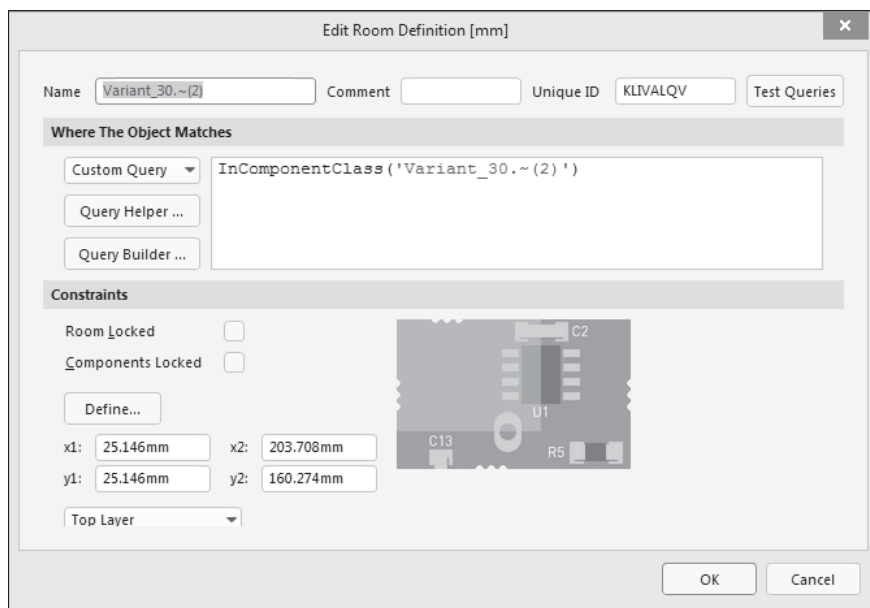 Edit Room Definition [mm]
Name Variant_30.~(2) Comment Unique ID KLIVALQV Test Queries
Where The Object Matches
Custom Query InComponentClass('Variant_30.~(2)')
Query Helper ...
Query Builder ...
Constraints
Room Locked
Components Locked
Define...
x1: 25.146mm x2: 203.708mm
y1: 25.146mm y2: 160.274mm
Top Layer
C2
U1
C13
R5
OK Cancel